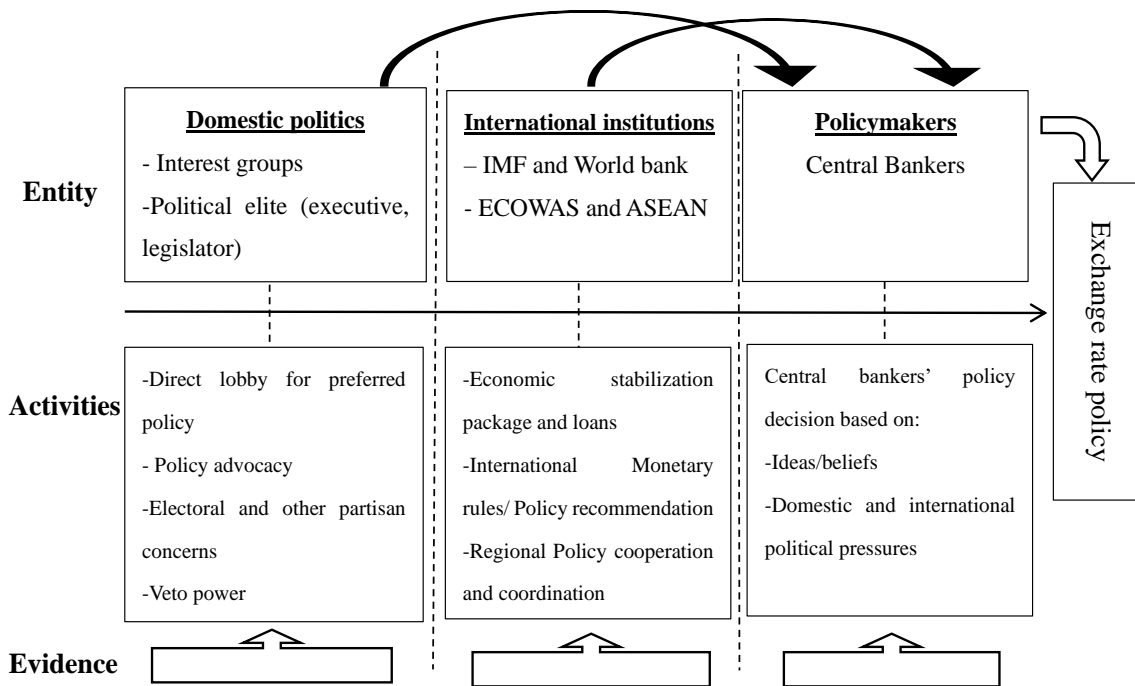 Domestic politics
- Interest groups
-Political elite (executive,
legislator)
International institutions
– IMF and World bank
- ECOWAS and ASEAN
Policymakers
Central Bankers
Entity
Exchange rate policy
Activities
-Direct lobby for preferred
policy
- Policy advocacy
-Electoral and other partisan
concerns
-Veto power
-Economic stabilization
package and loans
-International Monetary
rules/ Policy recommendation
-Regional Policy cooperation
and coordination
Central bankers’ policy
decision based on:
-Ideas/beliefs
-Domestic and international
political pressures
Evidence